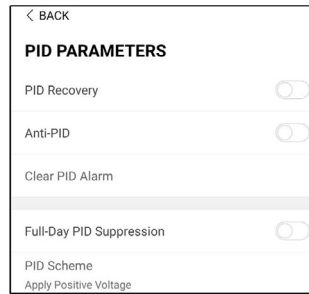 < BACK
PID PARAMETERS
PID Recovery
Anti-PID
Clear PID Alarm
Full-Day PID Suppression
PID Scheme
Apply Positive Voltage